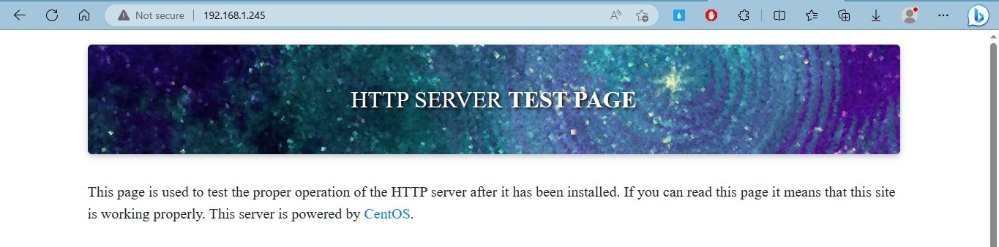 Not secure 192.168.1.245
HTTP SERVER TEST PAGE
This page is used to test the proper operation of the HTTP server after it has been installed. If you can read this page it means that this site
is working properly. This server is powered by CentOS.